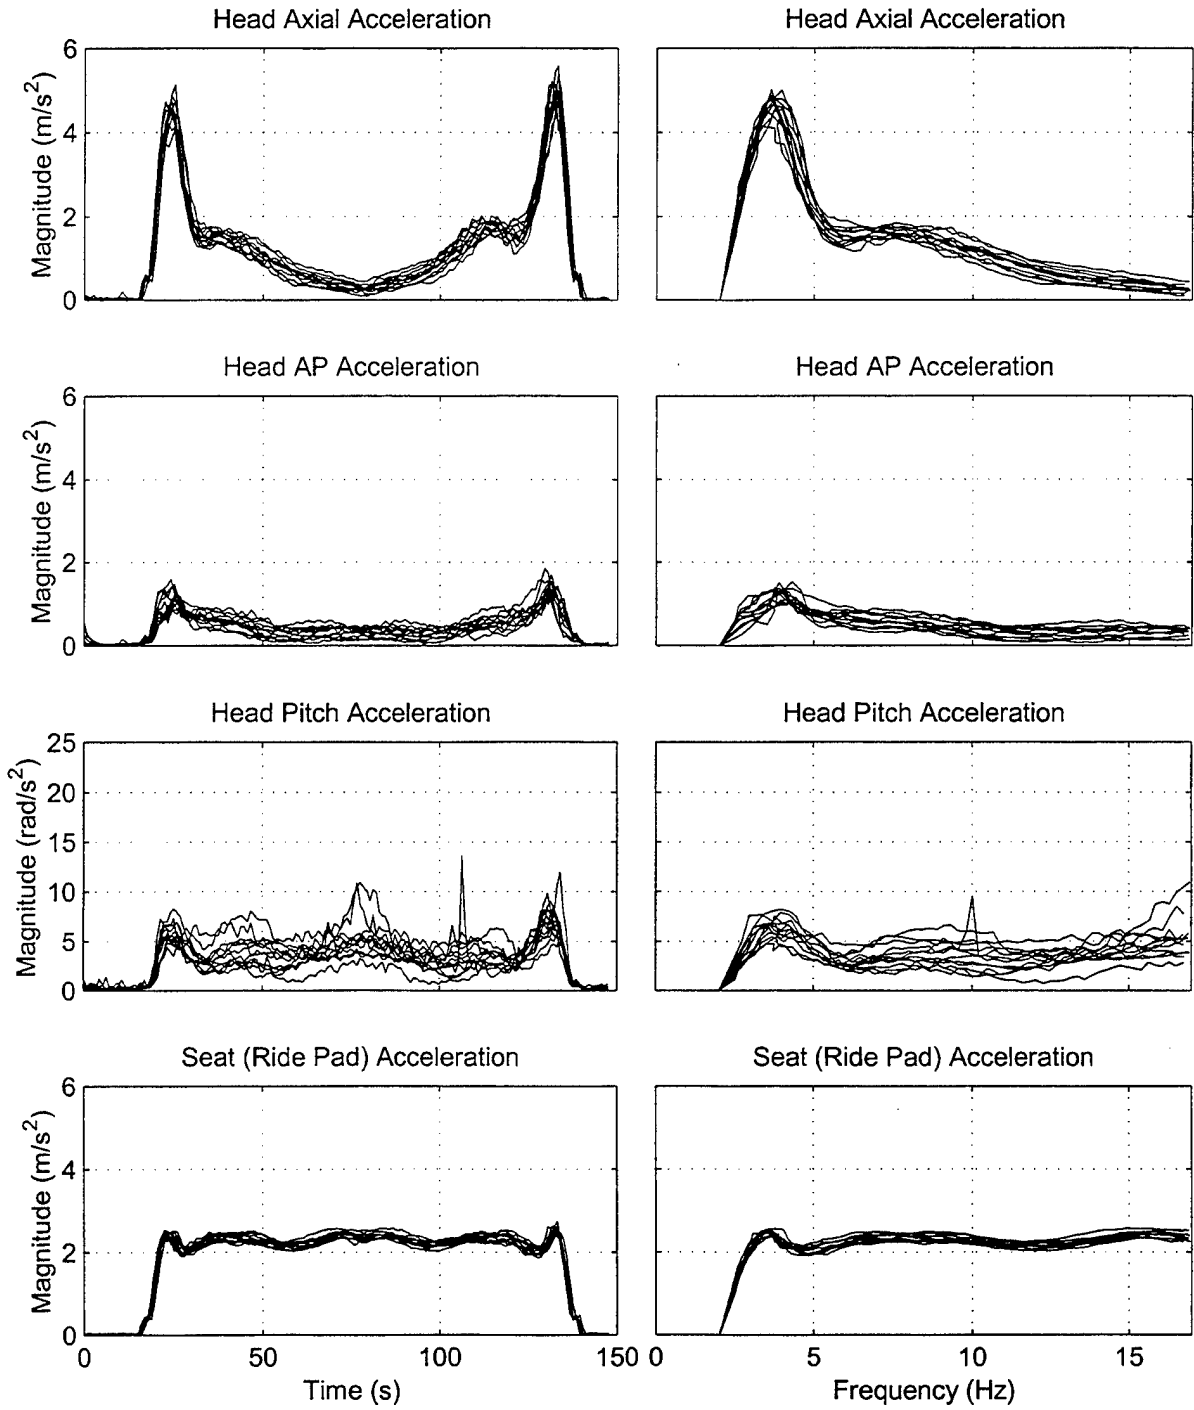 Head Axial Acceleration
Head Axial Acceleration
Magnitude (m/s2)
6
4
2
0
Magnitude (m/s2)
Head AP Acceleration
Head AP Acceleration
6
4
2
0
Magnitude (m/s2)
Head Pitch Acceleration
Head Pitch Acceleration
25
20
15
10
5
0
Magnitude (rad/s2)
Seat (Ride Pad) Acceleration
Seat (Ride Pad) Acceleration
6
4
2
0
0 50 100 150 0 5 10 15
Time (s)
Frequency (Hz)